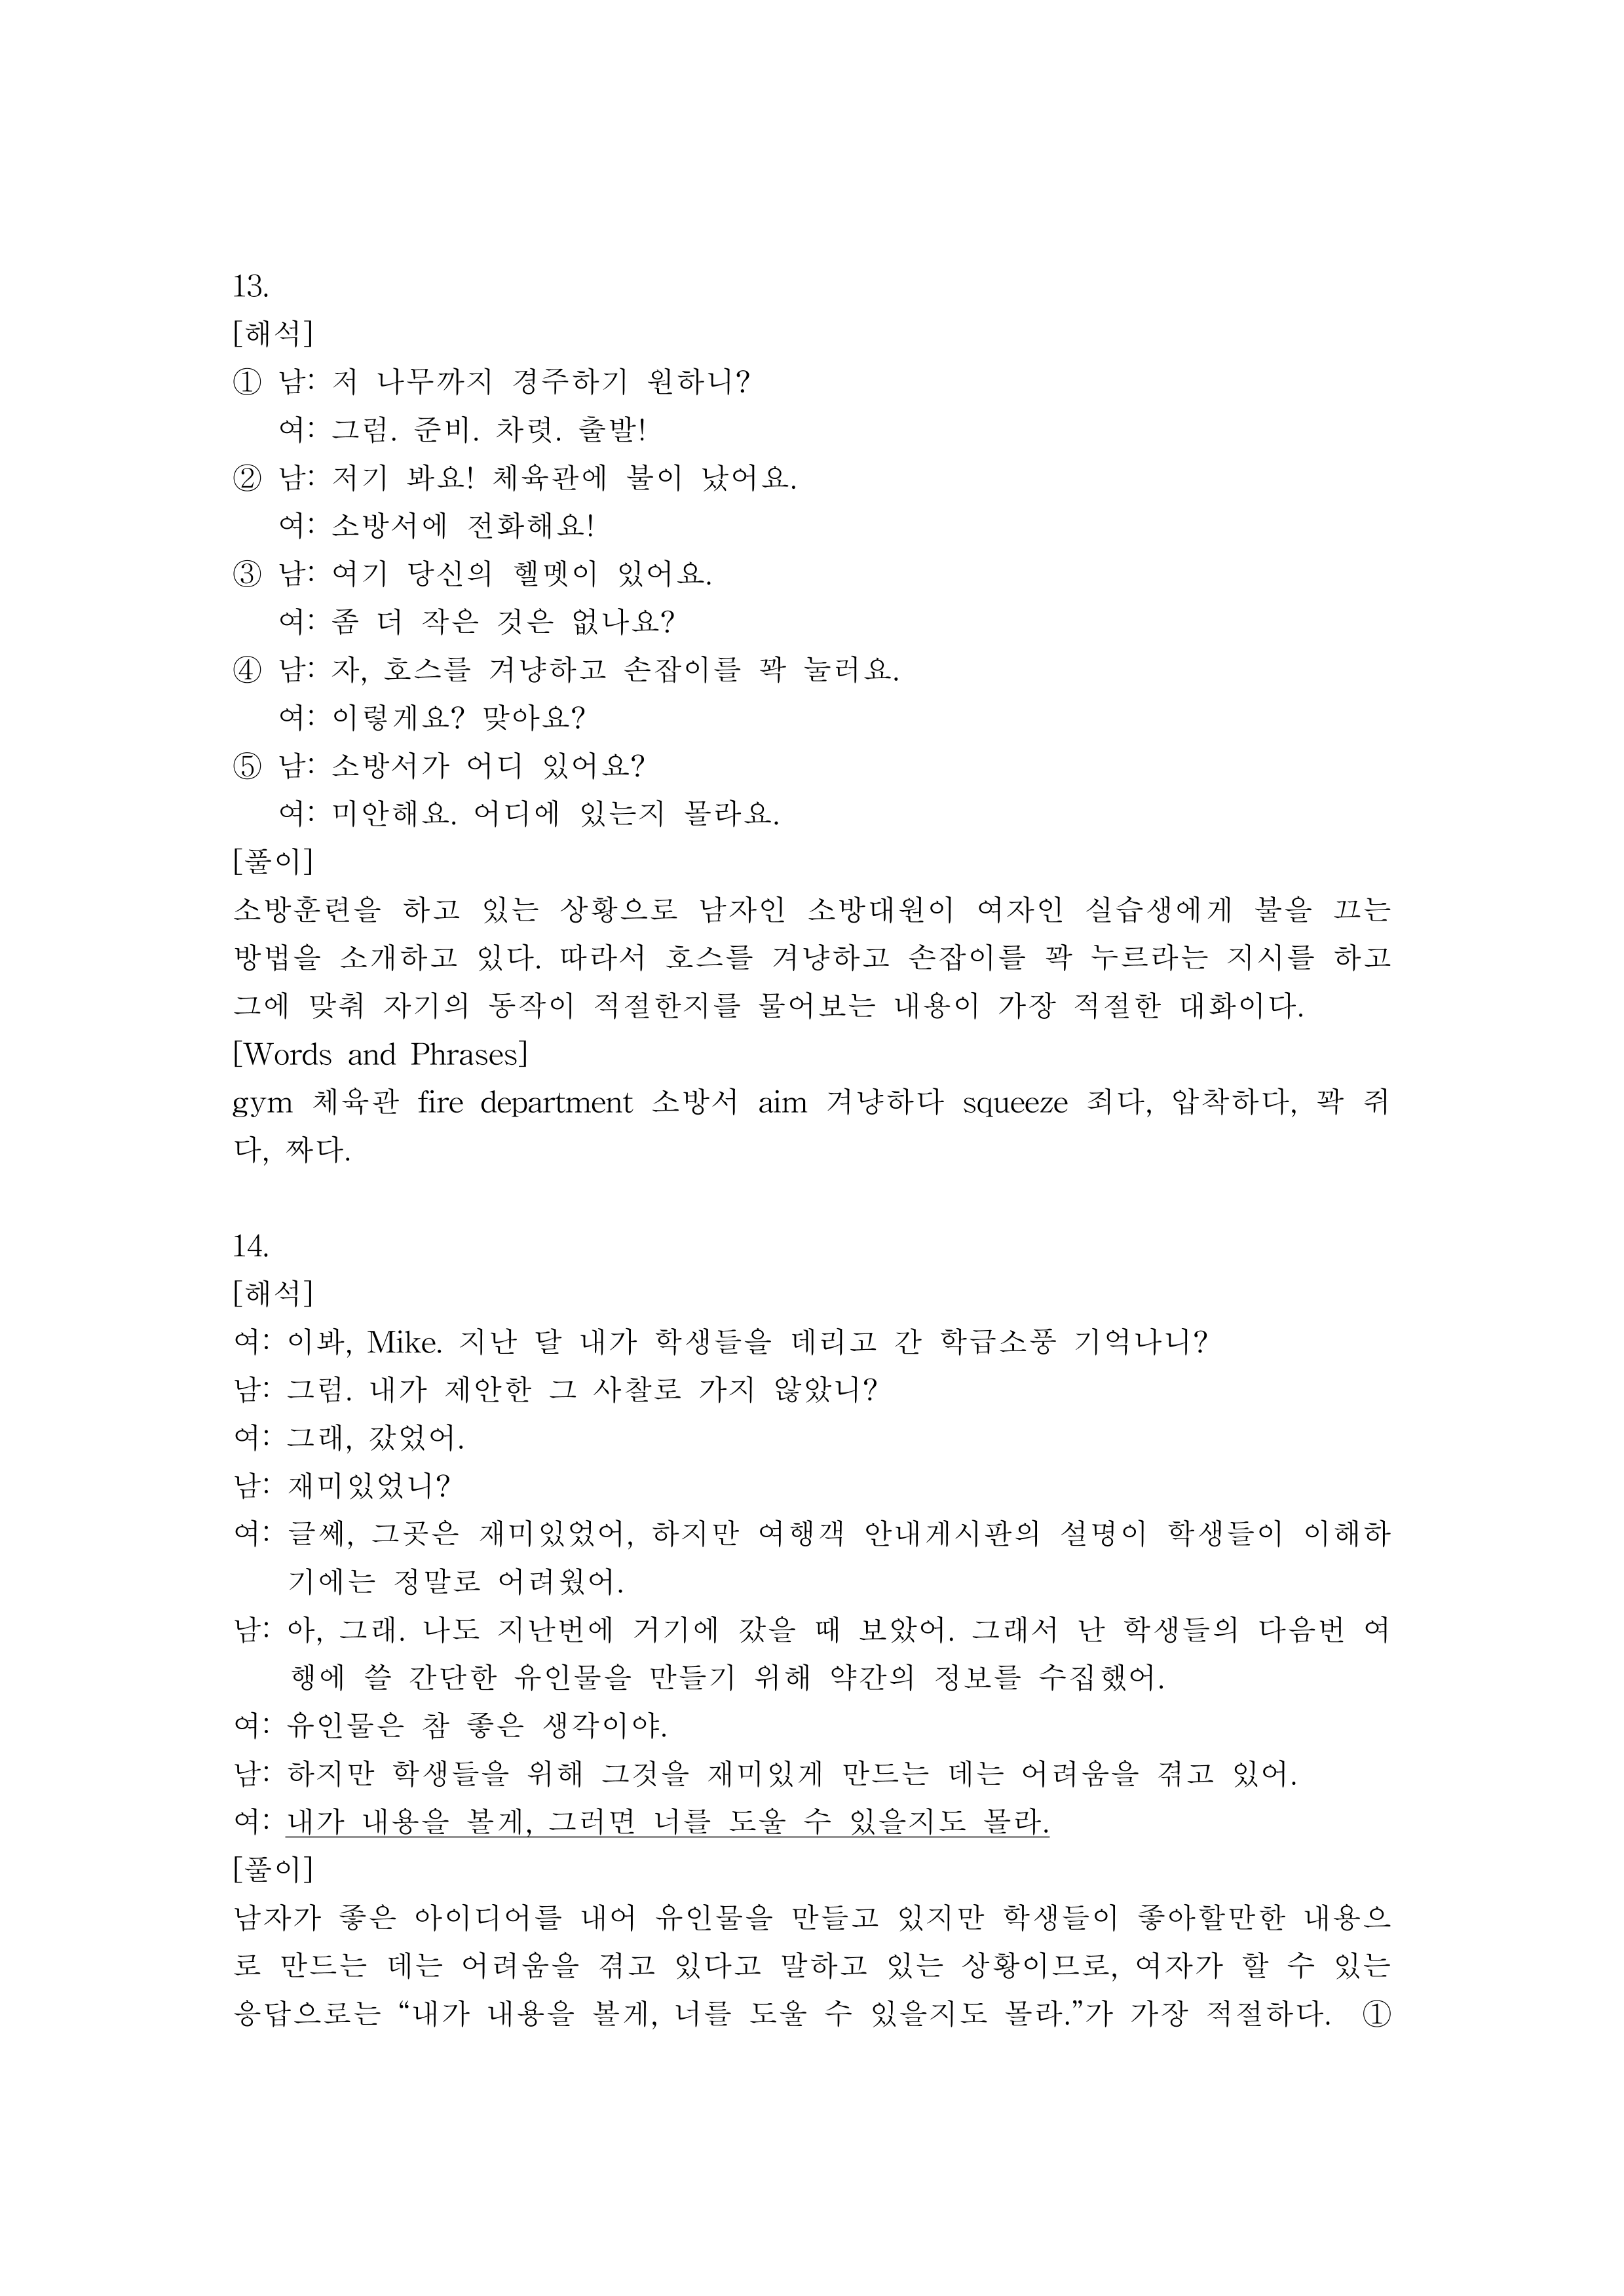 13.
[해석]
① 남: 저 나무까지 경주하기 원하니?
여: 그럼. 준비. 차렷. 출발!
② 남: 저기 봐요! 체육관에 불이 났어요.
여: 소방서에 전화해요!
③ 남: 여기 당신의 헬멧이 있어요.
여: 좀 더 작은 것은 없나요?
④ 남: 자, 호스를 겨냥하고 손잡이를 꽉 눌러요.
여: 이렇게요? 맞아요?
⑤ 남: 소방서가 어디 있어요?
여: 미안해요. 어디에 있는지 몰라요.
[풀이]
소방훈련을 하고 있는 상황으로 남자인 소방대원이 여자인 실습생에게 불을 끄는
방법을 소개하고 있다. 따라서 호스를 겨냥하고 손잡이를 꽉 누르라는 지시를 하고
그에 맞춰 자기의 동작이 적절한지를 물어보는 내용이 가장 적절한 대화이다.
[Words and Phrases]
gym 체육관 fire department 소방서 aim 겨냥하다 squeeze 죄다, 압착하다, 꽉 쥐
다, 짜다.
14.
[해석]
여: 이봐, Mike. 지난 달 내가 학생들을 데리고 간 학급소풍 기억나니?
남: 그럼. 내가 제안한 그 사찰로 가지 않았니?
여: 그래, 갔었어.
남: 재미있었니?
여: 글쎄, 그곳은 재미있었어, 하지만 여행객 안내게시판의 설명이 학생들이 이해하
기에는 정말로 어려웠어.
남: 아, 그래. 나도 지난번에 거기에 갔을 때 보았어. 그래서 난 학생들의 다음번 여
행에 쓸 간단한 유인물을 만들기 위해 약간의 정보를 수집했어.
여: 유인물은 참 좋은 생각이야.
남: 하지만 학생들을 위해 그것을 재미있게 만드는 데는 어려움을 겪고 있어.
여: 내가 내용을 볼게, 그러면 너를 도울 수 있을지도 몰라.
[풀이]
남자가 좋은 아이디어를 내어 유인물을 만들고 있지만 학생들이 좋아할만한 내용으
로 만드는 데는 어려움을 겪고 있다고 말하고 있는 상황이므로, 여자가 할 수 있는
응답으로는 “내가 내용을 볼게, 너를 도울 수 있을지도 몰라.”가 가장 적절하다. ①